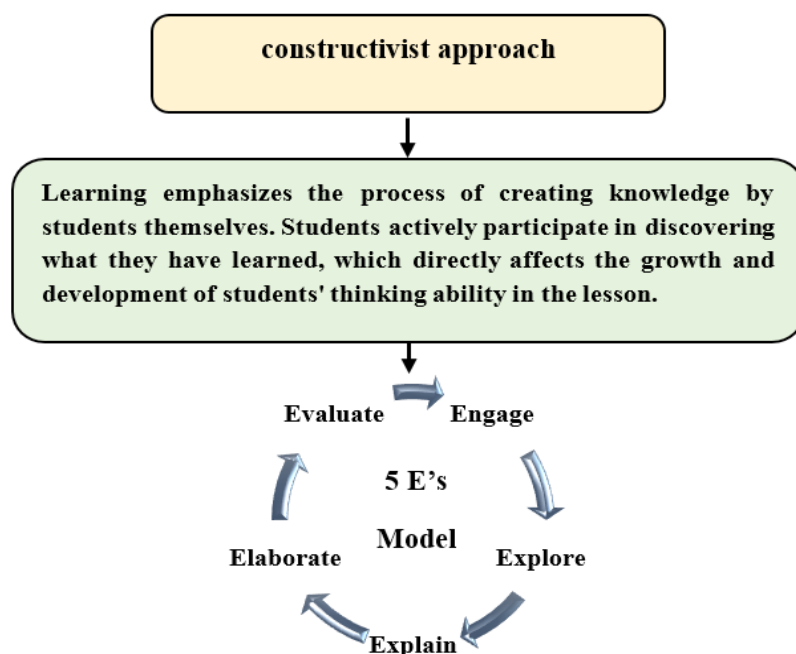 constructivist approach
Learning emphasizes the process of creating knowledge by
students themselves. Students actively participate in discovering
what they have learned, which directly affects the growth and
development of students' thinking ability in the lesson.
Evaluate
Engage
5 E’s
Model
Elaborate
Explore
Explain